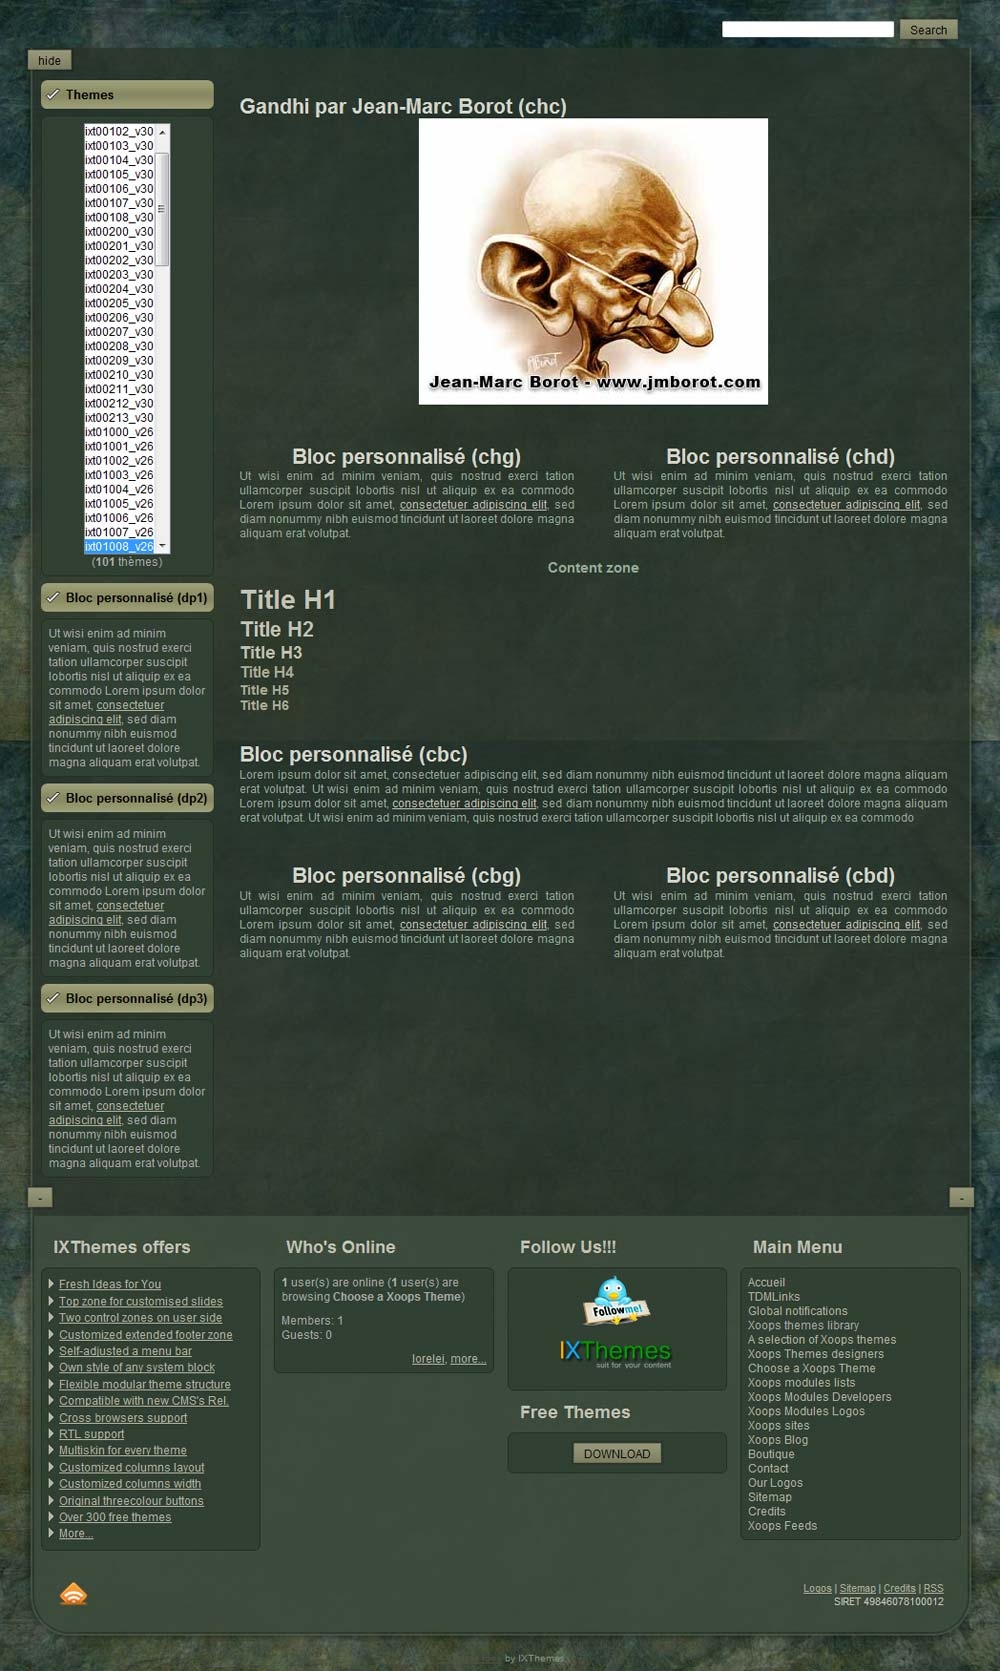 Search
hide
Themes
ixt00102_v30
ixt00103_v30
ixt00104_v30
ixt00105_v30
ixt00106_v30
ixt00107_v30
ixt00108_v30
ixt00200_v30
ixt00201_v30
ixt00202_v30
ixt00203_v30
ixt00204_v30
ixt00205_v30
ixt00206_v30
ixt00207_v30
ixt00208_v30
ixt00209_v30
ixt00210_v30
ixt00211_v30
ixt00212_v30
ixt00213_v30
ixt01000_v26
ixt01001_v26
ixt01002_v26
ixt01003_v26
ixt01004_v26
ixt01005_v26
ixt01006_v26
ixt01007_v26
ixt01008_v26
(101 thèmes)
Bloc personnalisé (dp1)
Ut wisi enim ad minim
veniam, quis nostrud exerci
tation ullamcorper suscipit
lobortis nisl ut aliquip ex ea
commodo Lorem ipsum dolor
sit amet, consectetuer
adipiscing elit, sed diam
nonummy nibh euismod
tincidunt ut laoreet dolore
magna aliquam erat volutpat.
Bloc personnalisé (dp2)
Ut wisi enim ad minim
veniam, quis nostrud exerci
tation ullamcorper suscipit
lobortis nisl ut aliquip ex ea
commodo Lorem ipsum dolor
sit amet, consectetuer
adipiscing elit, sed diam
nonummy nibh euismod
tincidunt ut laoreet dolore
magna aliquam erat volutpat.
Bloc personnalisé (dp3)
Ut wisi enim ad minim
veniam, quis nostrud exerci
tation ullamcorper suscipit
lobortis nisl ut aliquip ex ea
commodo Lorem ipsum dolor
sit amet, consectetuer
adipiscing elit, sed diam
nonummy nibh euismod
tincidunt ut laoreet dolore
magna aliquam erat volutpat.
Gandhi par Jean-Marc Borot (chc)
Jean-Marc Borot - www.jmborot.com
Bloc personnalisé (chg)
Ut wisi enim ad minim veniam, quis nostrud exerci tation
ullamcorper suscipit lobortis nisl ut aliquip ex ea commodo
Lorem ipsum dolor sit amet, consectetuer adipiscing elit, sed
diam nonummy nibh euismod tincidunt ut laoreet dolore magna
aliquam erat volutpat.
Bloc personnalisé (chd)
Ut wisi enim ad minim veniam, quis nostrud exerci tation
ullamcorper suscipit lobortis nisl ut aliquip ex ea commodo
Lorem ipsum dolor sit amet, consectetuer adipiscing elit, sed
diam nonummy nibh euismod tincidunt ut laoreet dolore magna
aliquam erat volutpat.
Content zone
Title H1
Title H2
Title H3
Title H4
Title H5
Title H6
Bloc personnalisé (cbc)
Lorem ipsum dolor sit amet, consectetuer adipiscing elit, sed diam nonummy nibh euismod tincidunt ut laoreet dolore magna aliquam
erat volutpat. Ut wisi enim ad minim veniam, quis nostrud exerci tation ullamcorper suscipit lobortis nisl ut aliquip ex ea commodo
Lorem ipsum dolor sit amet, consectetuer adipiscing elit, sed diam nonummy nibh euismod tincidunt ut laoreet dolore magna aliquam
erat volutpat. Ut wisi enim ad minim veniam, quis nostrud exerci tation ullamcorper suscipit lobortis nisl ut aliquip ex ea commodo
Bloc personnalisé (cbg)
Ut wisi enim ad minim veniam, quis nostrud exerci tation
ullamcorper suscipit lobortis nisl ut aliquip ex ea commodo
Lorem ipsum dolor sit amet, consectetuer adipiscing elit, sed
diam nonummy nibh euismod tincidunt ut laoreet dolore magna
aliquam erat volutpat.
Bloc personnalisé (cbd)
Ut wisi enim ad minim veniam, quis nostrud exerci tation
ullamcorper suscipit lobortis nisl ut aliquip ex ea commodo
Lorem ipsum dolor sit amet, consectetuer adipiscing elit, sed
diam nonummy nibh euismod tincidunt ut laoreet dolore magna
aliquam erat volutpat.
-
-
IXThemes offers
Fresh Ideas for You
Top zone for customised slides
Two control zones on user side
Customized extended footer zone
Self-adjusted a menu bar
Own style of any system block
Flexible modular theme structure
Compatible with new CMS's Rel.
Cross browsers support
RTL support
Multiskin for every theme
Customized columns layout
Customized columns width
Original threecolour buttons
Over 300 free themes
More...
Who's Online
1 user(s) are online (1 user(s) are
browsing Choose a Xoops Theme)
Members: 1
Guests: 0
lorelei, more...
Follow Us!!!
Followme!
IXThemes
suit for your content
Free Themes
DOWNLOAD
Main Menu
Accueil
TDMLinks
Global notifications
Xoops themes library
A selection of Xoops themes
Xoops Themes designers
Choose a Xoops Theme
Xoops modules lists
Xoops Modules Developers
Xoops Modules Logos
Xoops sites
Xoops Blog
Boutique
Contact
Our Logos
Sitemap
Credits
Xoops Feeds
Logos | Sitemap | Credits | RSS
SIRET 49846078100012
by IXThemes